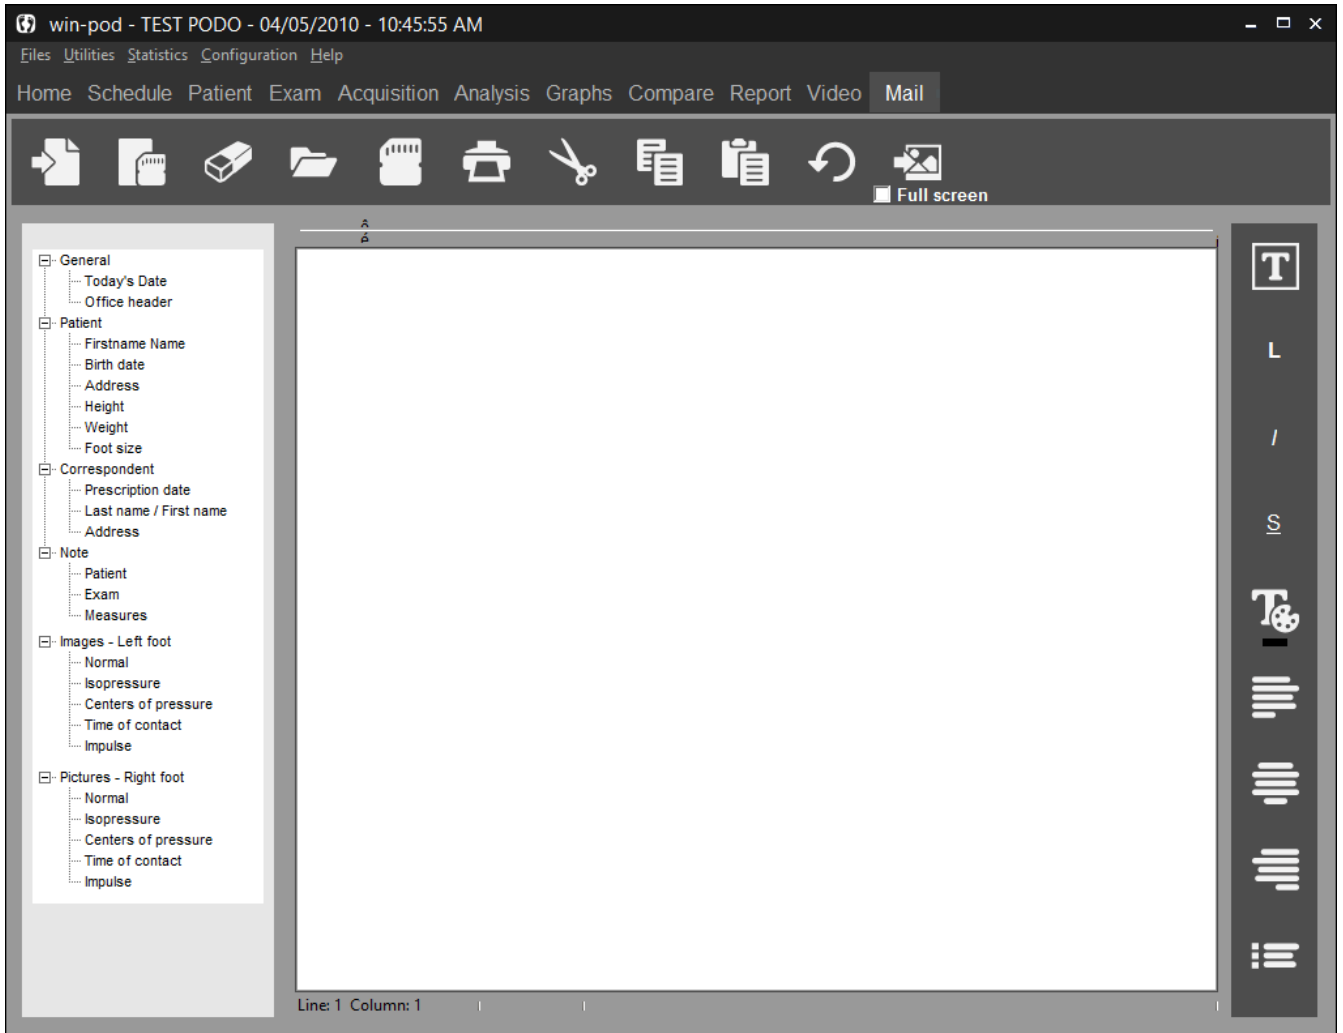 win-pod - TEST PODO - 04/05/2010 - 10:45:55 AM
Files Utilities Statistics Configuration Help
Home Schedule Patient Exam Acquisition Analysis Graphs Compare Report Video Mail
Full screen
General
Today's Date
Office header
Patient
Firstname Name
Birth date
Address
Height
Weight
Foot size
Correspondent
Prescription date
Last name / First name
Address
Note
Patient
Exam
Measures
Images - Left foot
Normal
Isopressure
Centers of pressure
Time of contact
Impulse
Pictures - Right foot
Normal
Isopressure
Centers of pressure
Time of contact
Impulse
ô
é
Line: 1 Column: 1
T
L
I
S
T